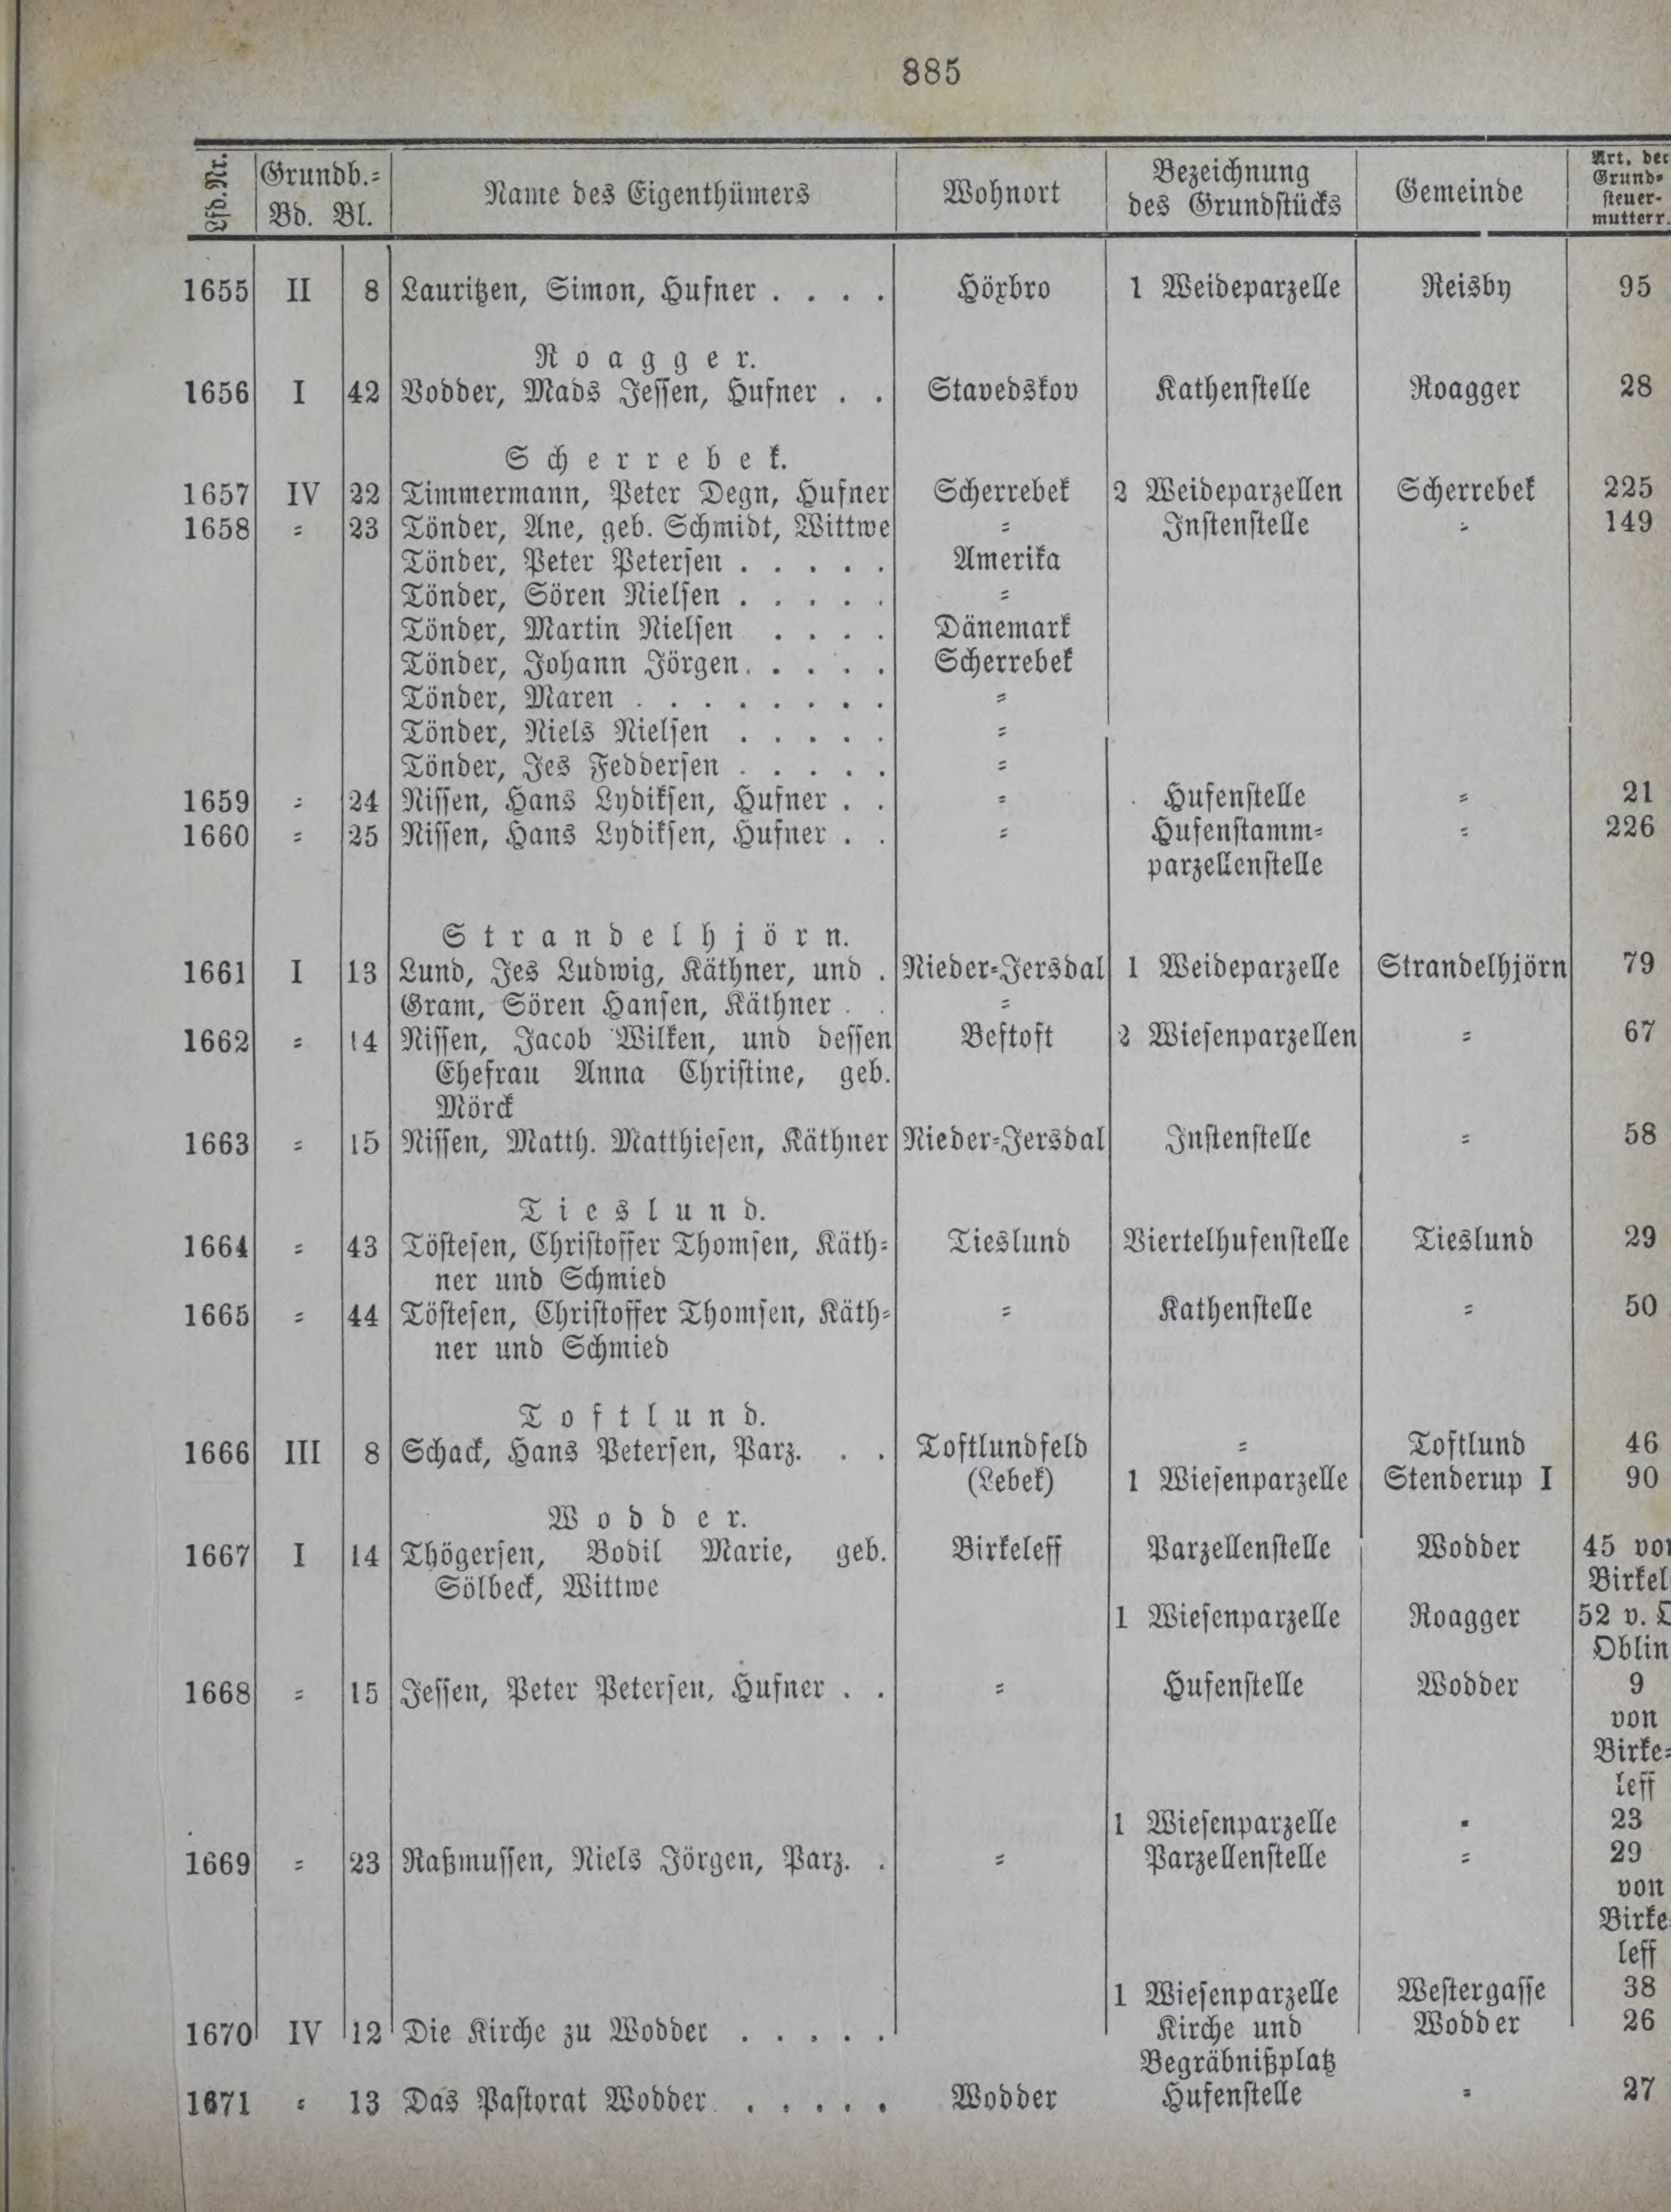 885
Lfd. Nr. Grundb.= Bd. Bl. Name des Eigenthümers Wohnort Bezeichnung des Grundstücks Gemeinde Art. der Grund= steuer= mutterr.
1655 II 8 Lauritzen, Simon, Hufner . . . . Höxbro 1 Weideparzelle Reisby 95
Roagger.
1656 I 42 Vodder, Mads Jessen, Hufner . . Stavedskov Kathenstelle Roagger 28
Scherrebek.
1657 IV 22 Timmermann, Peter Degn, Hufner Scherrebek 2 Weideparzellen Scherrebek 225
1658 = 23 Tönder, Ane, geb. Schmidt, Wittwe = Instenstelle = 149
Tönder, Peter Petersen . . . . . Amerika
Tönder, Sören Nielsen . . . . . =
Tönder, Martin Nielsen . . . . Dänemark
Tönder, Johann Jörgen . . . . . Scherrebek
Tönder, Maren . . . . . . . . =
Tönder, Niels Nielsen . . . . . =
Tönder, Jes Feddersen . . . . . =
1659 = 24 Nissen, Hans Lydiksen, Hufner . . = Hufenstelle = 21
1660 = 25 Nissen, Hans Lydiksen, Hufner . . = Hufenstamm= = 226
parzellenstelle
Strandelhjörn.
1661 I 13 Lund, Jes Ludwig, Käthner, und . Nieder=Jersdal 1 Weideparzelle Strandelhjörn 79
Gram, Sören Hansen, Käthner . . =
1662 = 14 Nissen, Jacob Wilken, und dessen Beftoft 2 Wiesenparzellen = 67
Ehefrau Anna Christine, geb.
Mörck
1663 = 15 Nissen, Matth. Matthiesen, Käthner Nieder=Jersdal Instenstelle = 58
Tieslund.
1664 = 43 Töstesen, Christoffer Thomsen, Käth= Tieslund Viertelhufenstelle Tieslund 29
ner und Schmied
1665 = 44 Töstesen, Christoffer Thomsen, Käth= = Kathenstelle = 50
ner und Schmied
Toftlund.
1666 III 8 Schack, Hans Petersen, Parz. . . Toftlundfeld = Toftlund 46
(Lebek) 1 Wiesenparzelle Stenderup I 90
Wodder.
1667 I 14 Thögersen, Bodil Marie, geb. Birkeleff Parzellenstelle Wodder 45
Sölbeck, Wittwe Birkel
1 Wiesenparzelle Roagger 52 v.
Oblin
1668 = 15 Jessen, Peter Petersen, Hufner . . = Hufenstelle Wodder 9
von
Birke=
leff
1 Wiesenparzelle = 23
1669 = 23 Raßmussen, Niels Jörgen, Parz. . = Parzellenstelle = 29
von
Birke
leff
1 Wiesenparzelle Westergasse 38
1670 IV 12 Die Kirche zu Wodder . . . . . Kirche und Wodder 26
Begräbnißplatz
1671 = 13 Das Pastorat Wodder . . . . . Wodder Hufenstelle = 27